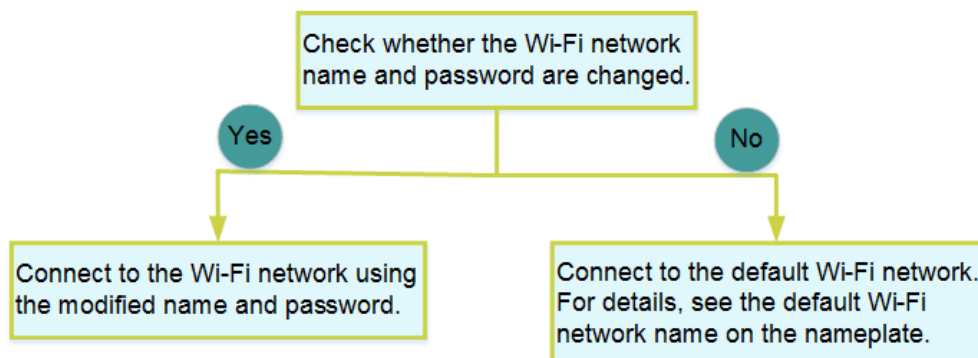 Check whether the Wi-Fi network
name and password are changed.
Yes
No
Connect to the Wi-Fi network using
the modified name and password.
Connect to the default Wi-Fi network.
For details, see the default Wi-Fi
network name on the nameplate.